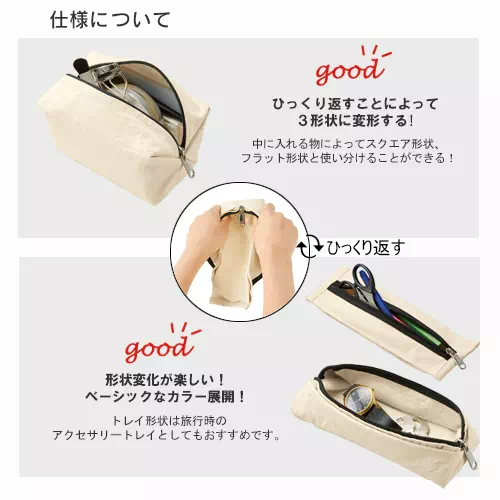 仕様について
good
ひっくり返すことによって
3形状に変形する!
中に入れる物によってスクエア形状、
フラット形状と使い分けることができる!
ひっくり返す
good
形状変化が楽しい!
ベーシックなカラー展開!
トレイ形状は旅行時の
アクセサリートレイとしてもおすすめです。